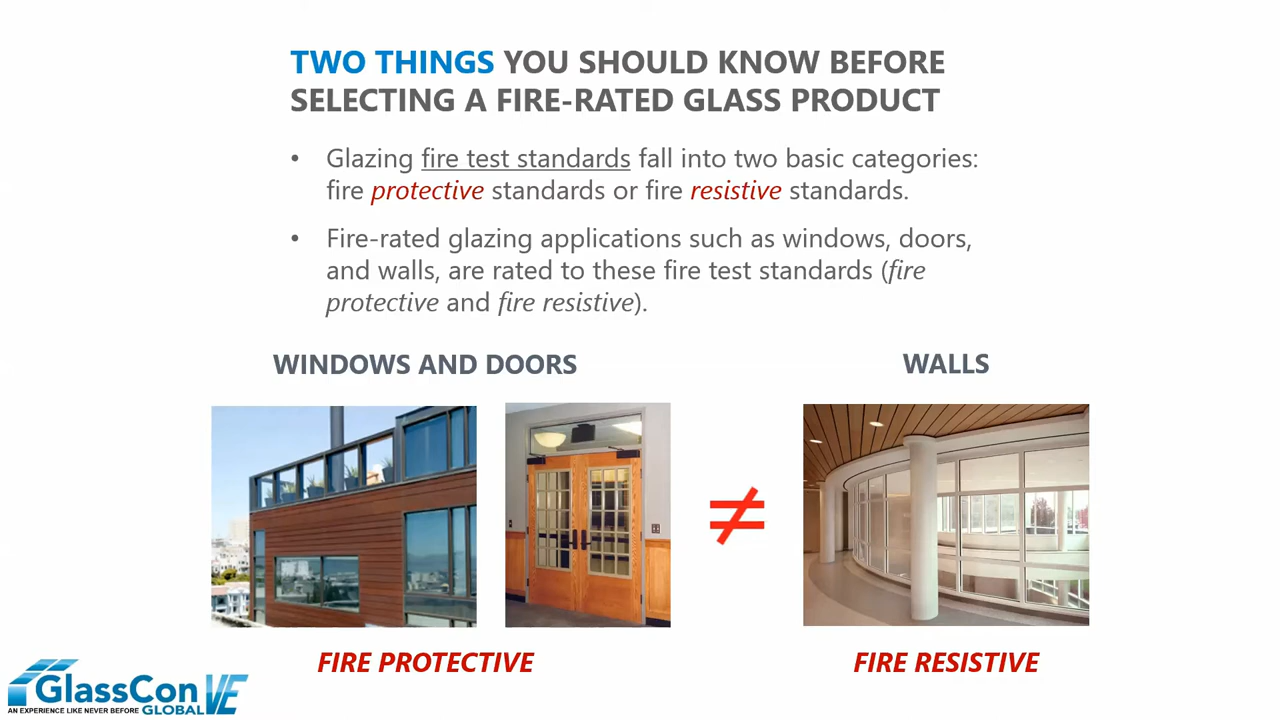 TWO THINGS YOU SHOULD KNOW BEFORE
SELECTING A FIRE-RATED GLASS PRODUCT
• Glazing fire test standards fall into two basic categories:
fire protective standards or fire resistive standards.
• Fire-rated glazing applications such as windows, doors,
and walls, are rated to these fire test standards (fire
protective and fire resistive).
WINDOWS AND DOORS
WALLS
≠
FIRE PROTECTIVE
FIRE RESISTIVE
GlassCon VE
AN EXPERIENCE LIKE NEVER BEFORE GLOBAL